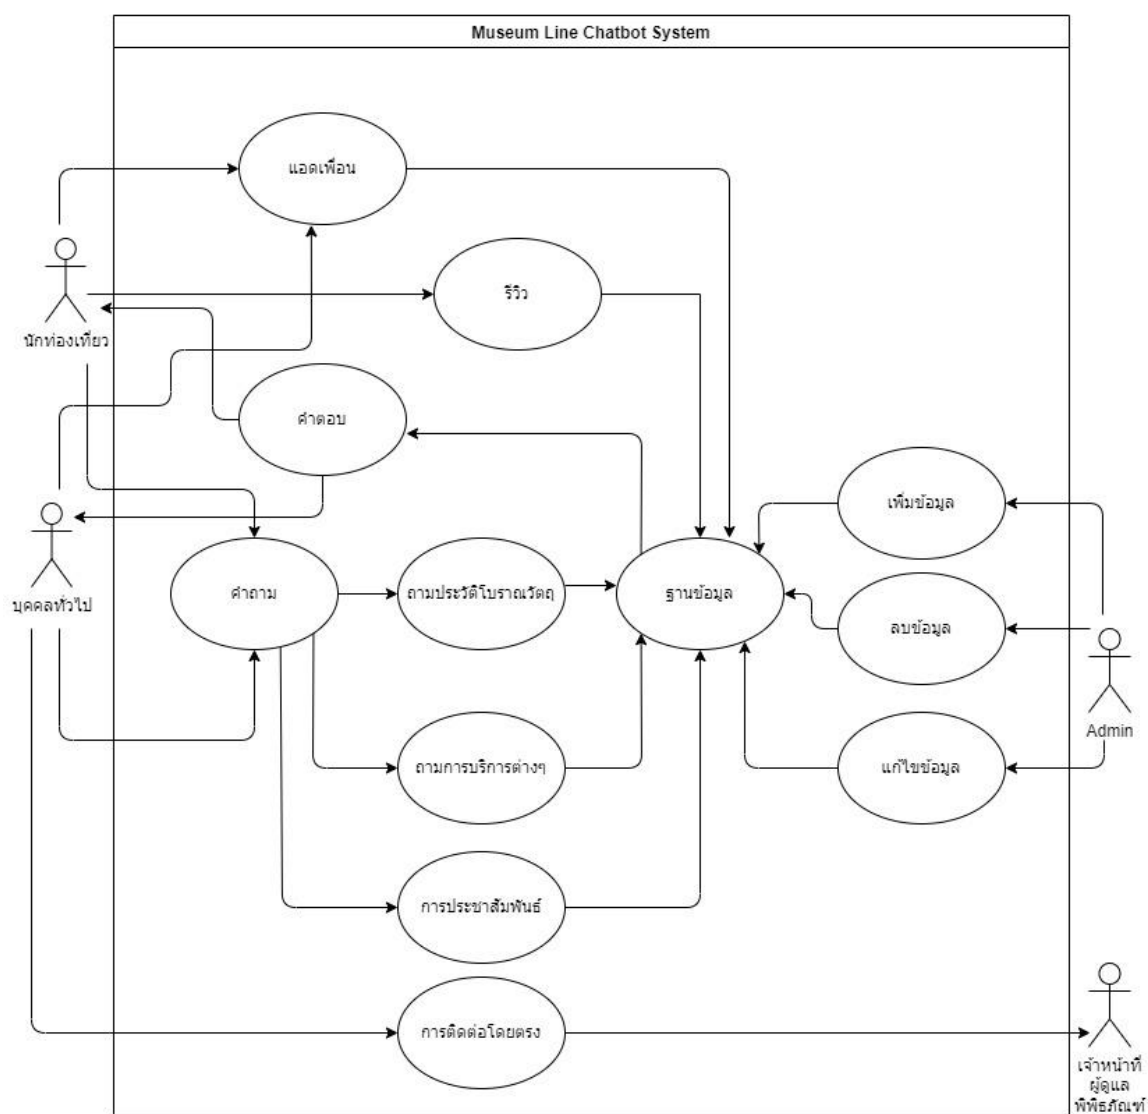 Museum Line Chatbot System
แอดเพื่อน
รีวิว
นักท่องเที่ยว
คำตอบ
เพิ่มข้อมูล
บุคคลทั่วไป
คำถาม
ถามประวัติโบราณวัตถุ
ฐานข้อมูล
ลบข้อมูล
Admin
ถามการบริการต่างๆ
แก้ไขข้อมูล
การประชาสัมพันธ์
การติดต่อโดยตรง
เจ้าหน้าที่
ผู้ดูแล
พิพิธภัณฑ์